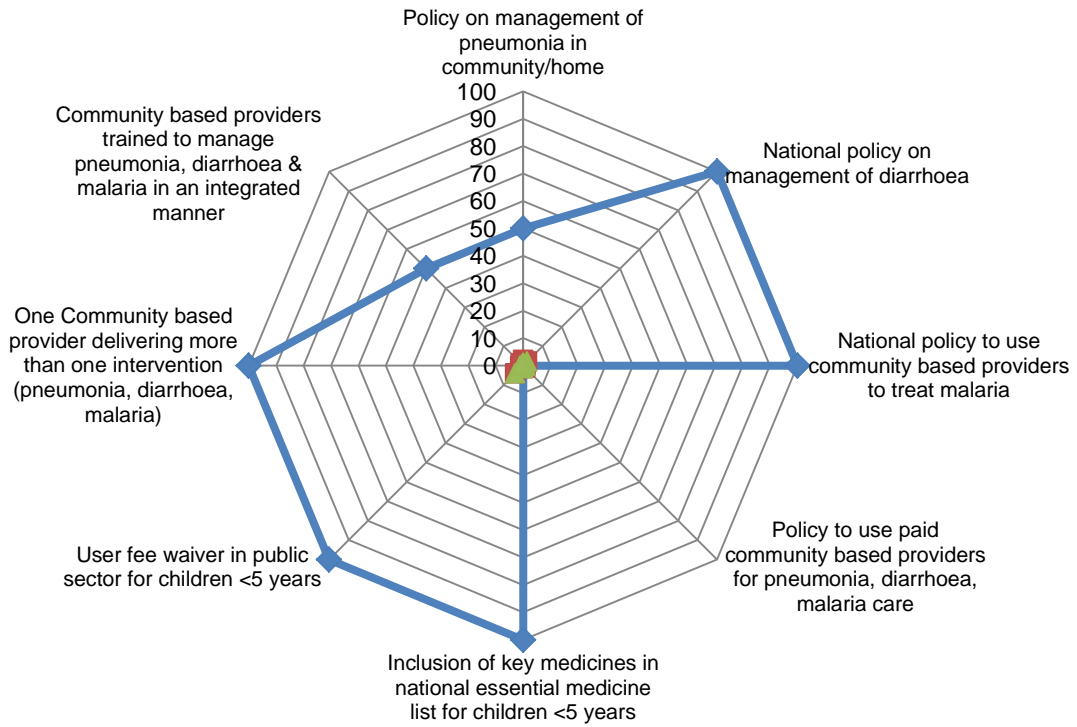 Policy on management of
pneumonia in
community/home
100
90
80
70
60
50
40
30
20
10
0
National policy on
management of diarrhoea
National policy to use
community based providers
to treat malaria
Policy to use paid
community based providers
for pneumonia, diarrhoea,
malaria care
Inclusion of key medicines in
national essential medicine
list for children <5 years
User fee waiver in public
sector for children <5 years
One Community based
provider delivering more
than one intervention
(pneumonia, diarrhoea,
malaria)
Community based providers
trained to manage
pneumonia, diarrhoea &
malaria in an integrated
manner